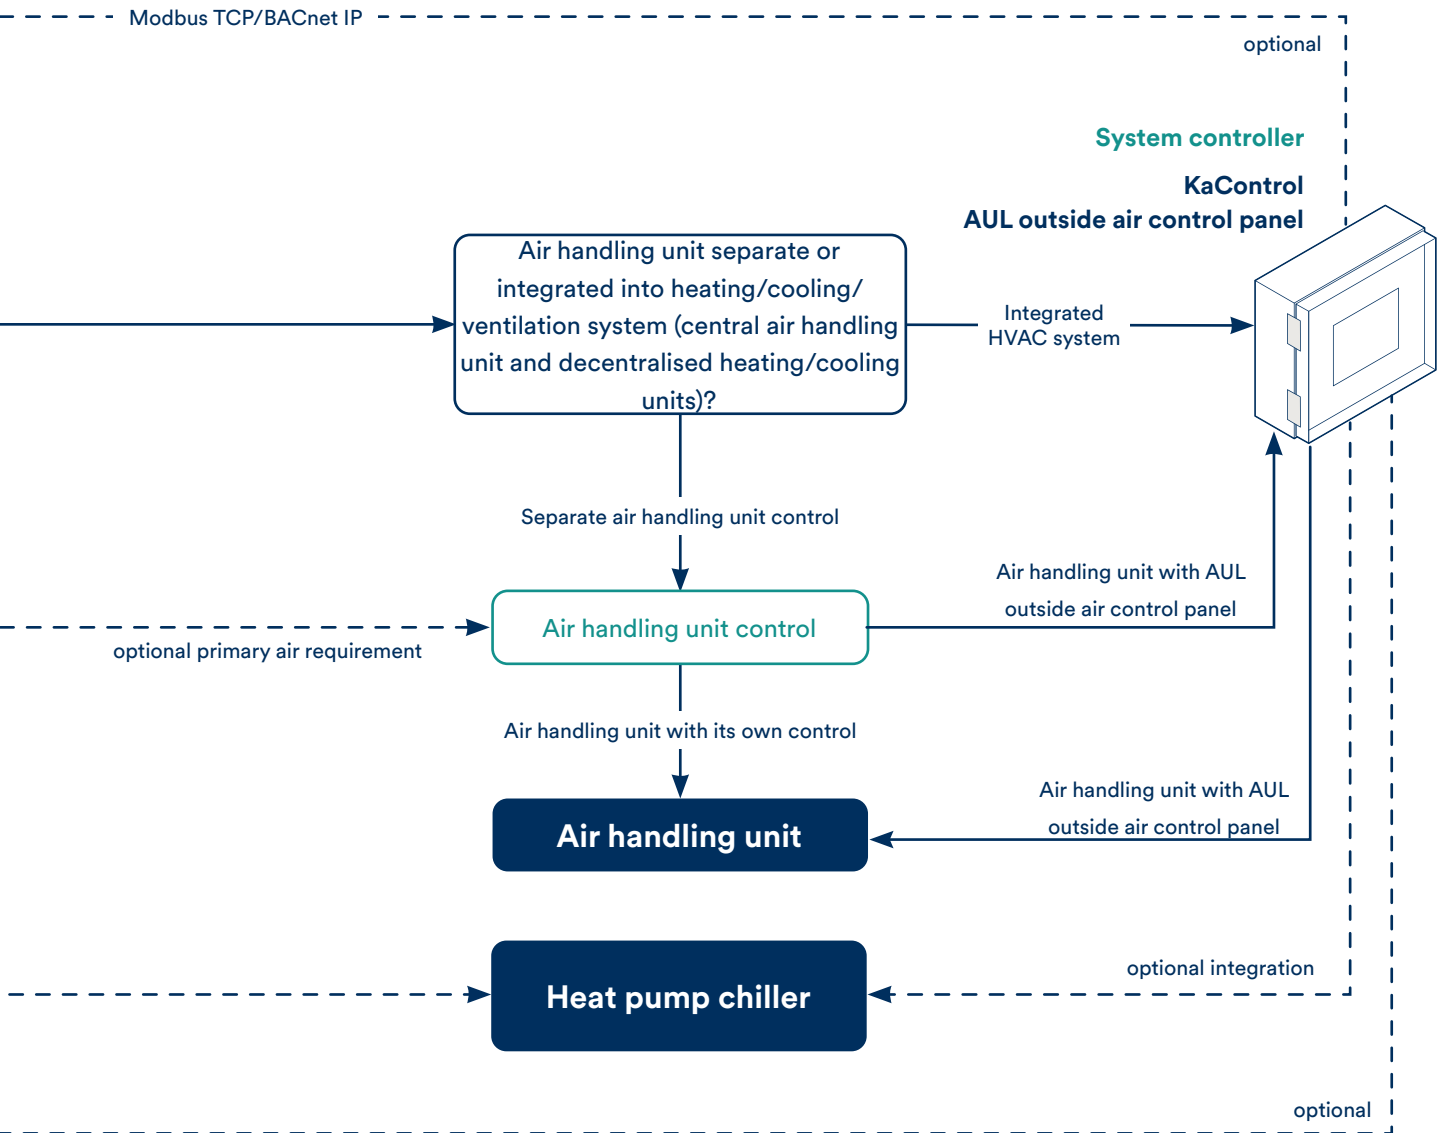 Modbus TCP/BACnet IP
optional
System controller
KaControl
AUL outside air control panel
Air handling unit separate or
integrated into heating/cooling/
ventilation system (central air handling
unit and decentralised heating/cooling
units)?
Integrated
HVAC system
Separate air handling unit control
Air handling unit with AUL
outside air control panel
Air handling unit control
optional primary air requirement
Air handling unit with its own control
Air handling unit with AUL
outside air control panel
Air handling unit
optional integration
Heat pump chiller
optional